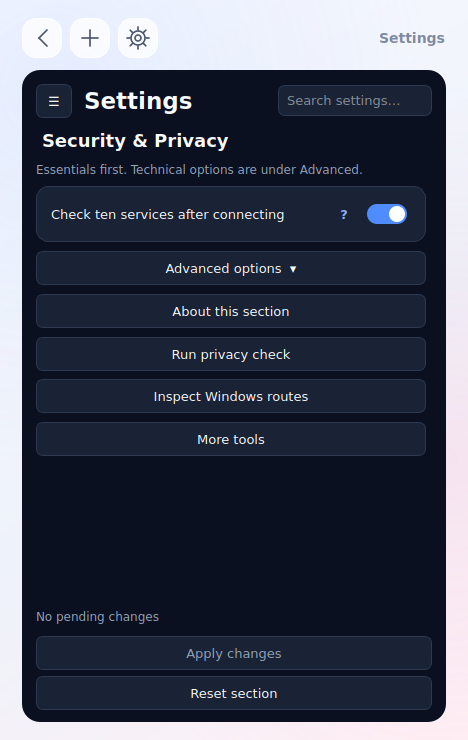 Settings
☰ Settings Search settings...
Security & Privacy
Essentials first. Technical options are under Advanced.
Check ten services after connecting ?
Advanced options ▾
About this section
Run privacy check
Inspect Windows routes
More tools
No pending changes
Apply changes
Reset section